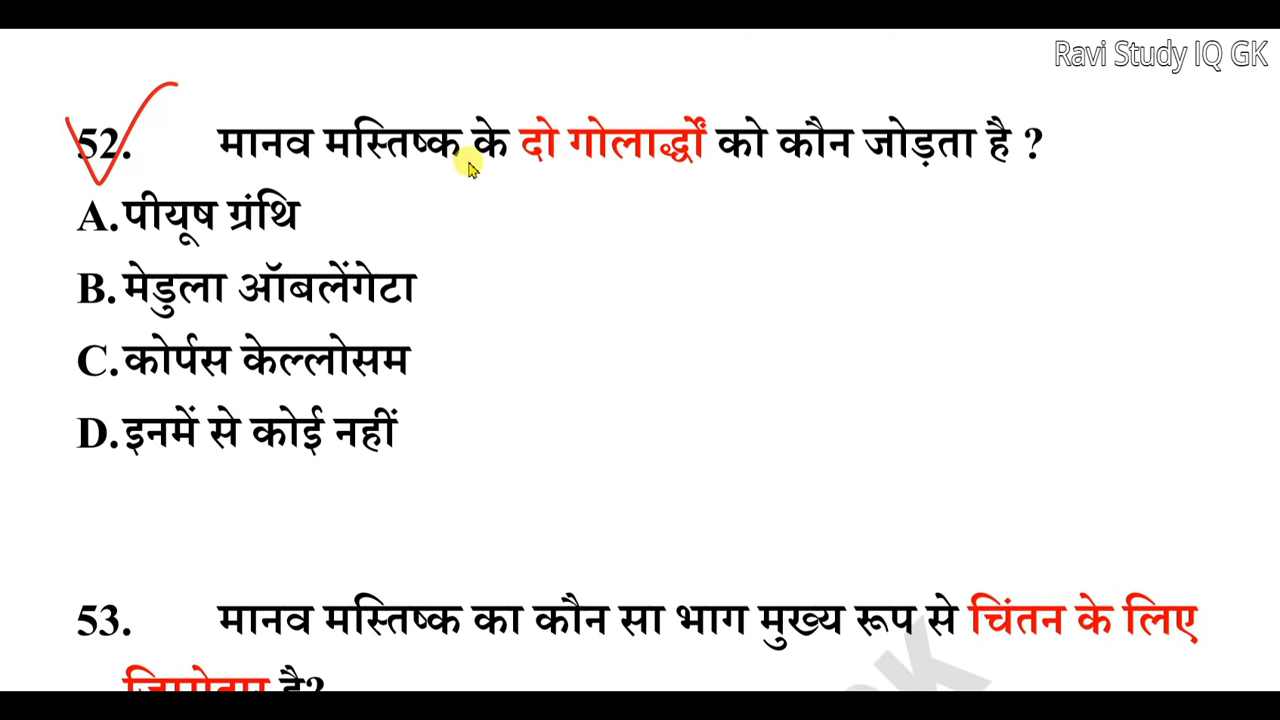 Ravi Study IQ GK
52. मानव मस्तिष्क के दो गोलार्द्धों को कौन जोड़ता है ?
A. पीयूष ग्रंथि
B. मेडुला ऑबलेंगेटा
C. कोर्पस केल्लोसम
D. इनमें से कोई नहीं
53. मानव मस्तिष्क का कौन सा भाग मुख्य रूप से चिंतन के लिए
जिम्मेदार है?